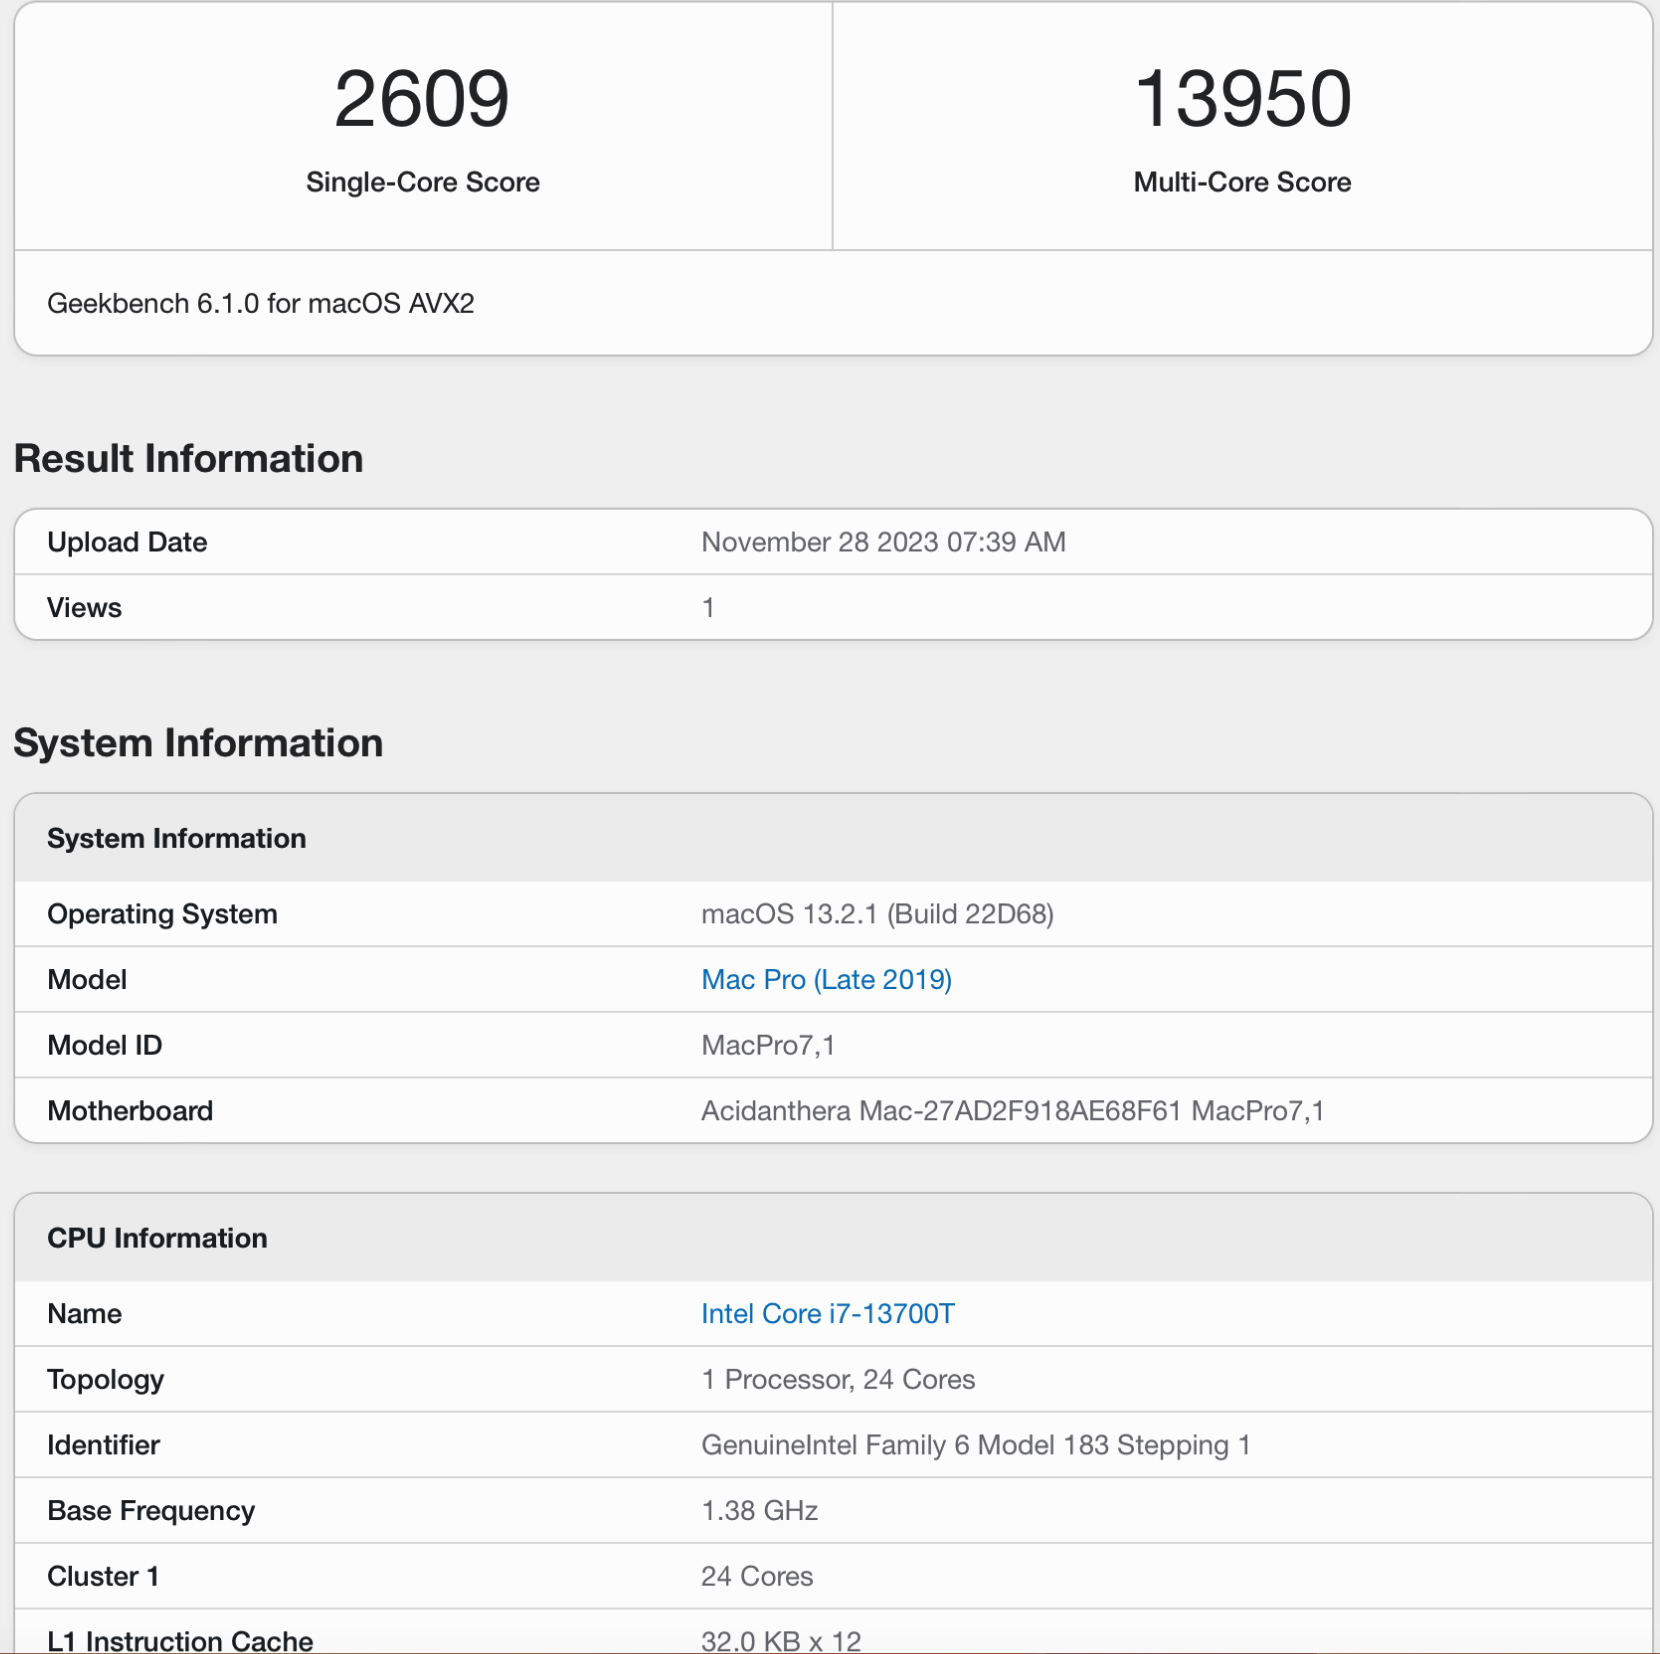 2609
13950
Single-Core Score
Multi-Core Score
Geekbench 6.1.0 for macOS AVX2
Result Information
Upload Date November 28 2023 07:39 AM
Views 1
System Information
System Information
Operating System macOS 13.2.1 (Build 22D68)
Model Mac Pro (Late 2019)
Model ID MacPro7,1
Motherboard Acidanthera Mac-27AD2F918AE68F61 MacPro7,1
CPU Information
Name Intel Core i7-13700T
Topology 1 Processor, 24 Cores
Identifier GenuineIntel Family 6 Model 183 Stepping 1
Base Frequency 1.38 GHz
Cluster 1 24 Cores
L1 Instruction Cache 32.0 KB x 12